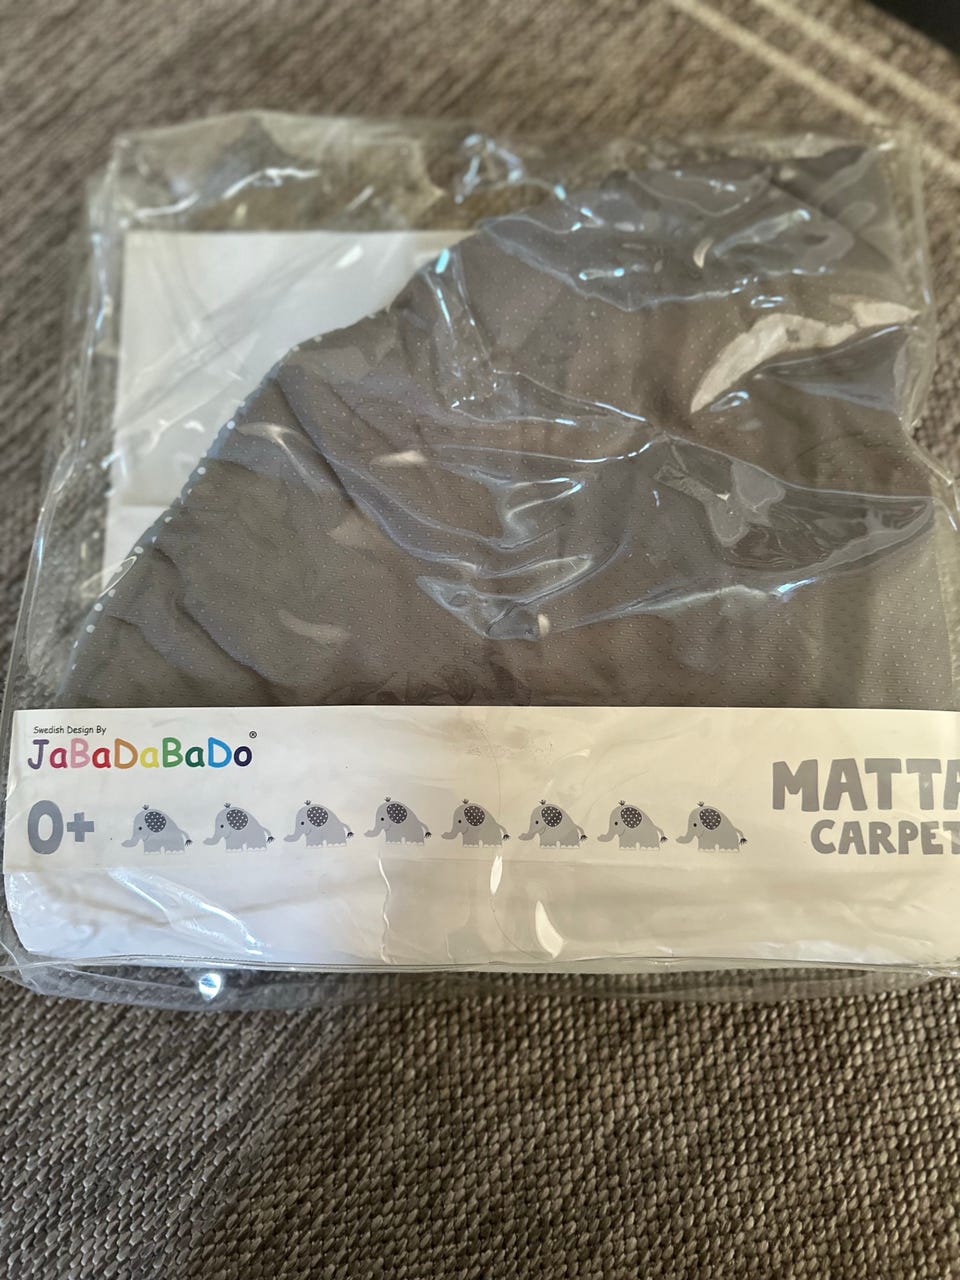 Swedish Design By
JaBaDaBaDo®
0+
MATTA
CARPET